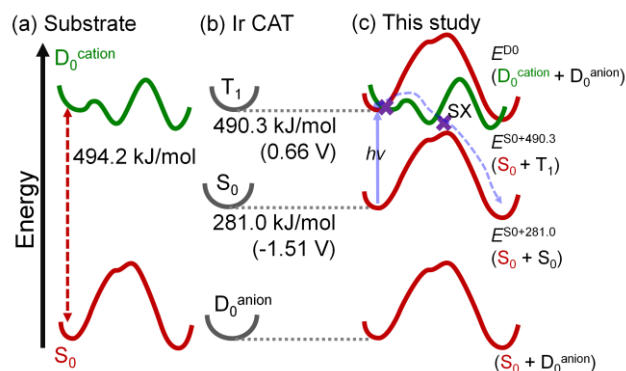 (a) Substrate
(b) Ir CAT
(c) This study
Energy
D₀ᶜᵃᵗⁱᵒⁿ
494.2 kJ/mol
S₀
T₁
490.3 kJ/mol
(0.66 V)
S₀
281.0 kJ/mol
(-1.51 V)
D₀ᵃⁿⁱᵒⁿ
hν
SX
Eᴰ⁰
(D₀ᶜᵃᵗⁱᵒⁿ + D₀ᵃⁿⁱᵒⁿ)
Eˢ⁰⁺⁴⁹⁰·³
(S₀ + T₁)
Eˢ⁰⁺²⁸¹·⁰
(S₀ + S₀)
(S₀ + D₀ᵃⁿⁱᵒⁿ)